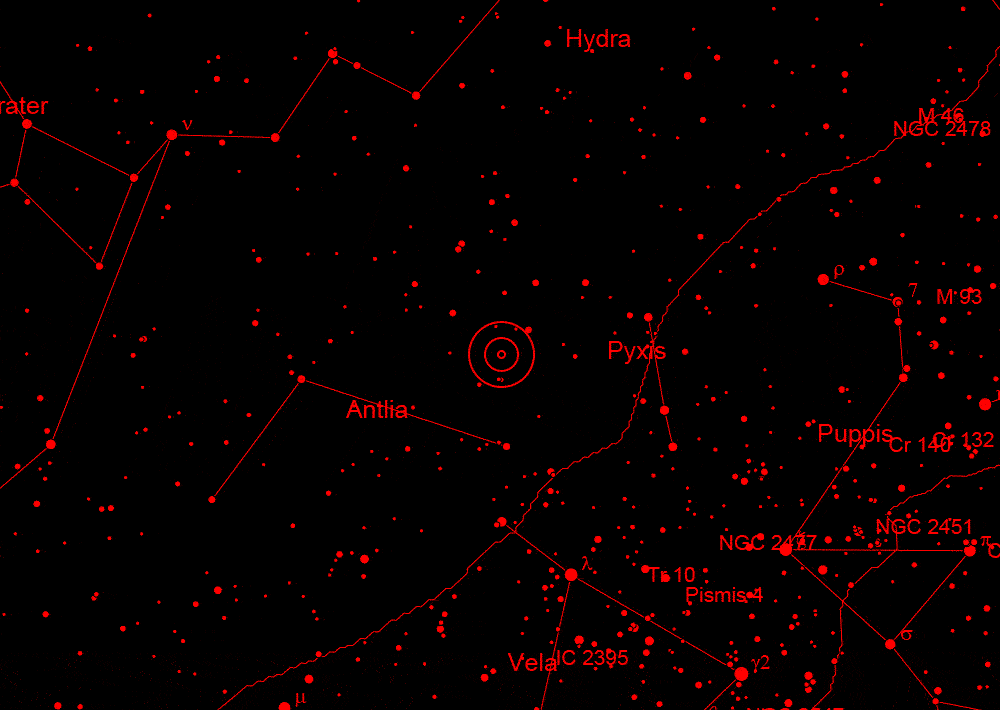 Hydra
rater
ν
M 46
NGC 2478
ρ
7
M 93
Pyxis
Antlia
Puppis
Cr 140
Cr 132
NGC 2451
NGC 2477
ζ
π
λ
Tr 10
Pismis 4
σ
Vela
IC 2395
γ2
μ